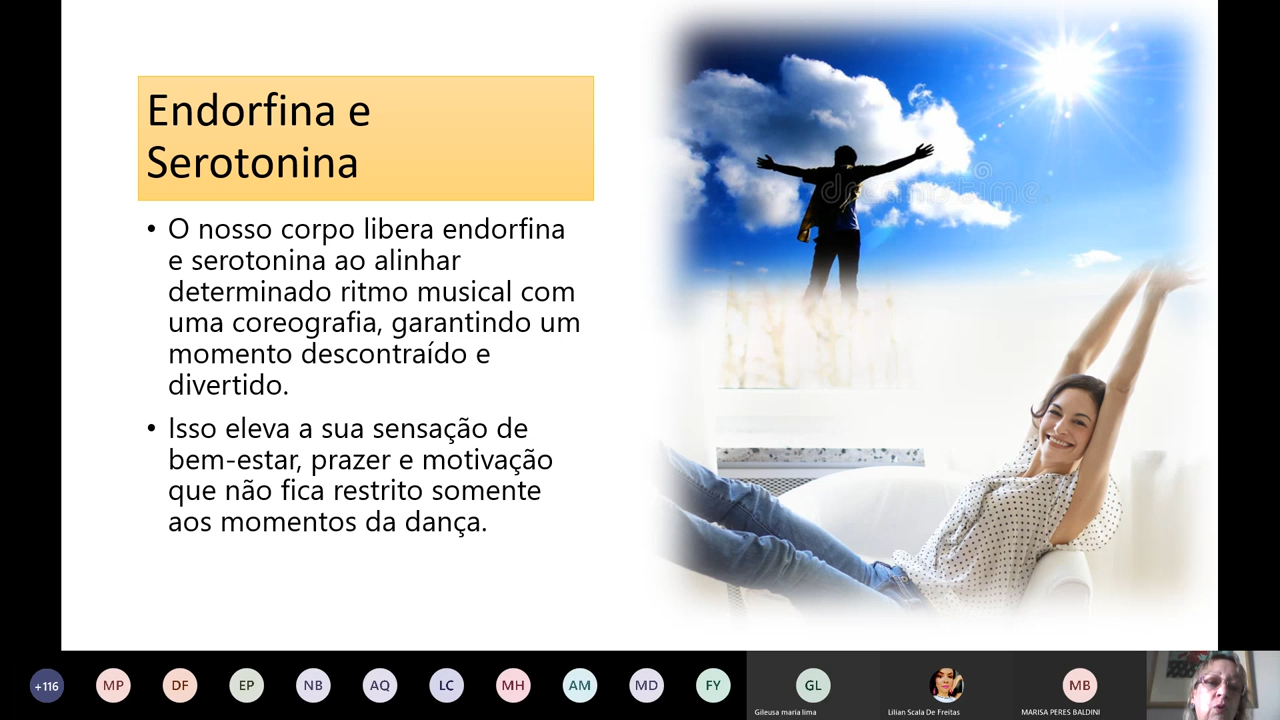 Endorfina e
Serotonina
• O nosso corpo libera endorfina
e serotonina ao alinhar
determinado ritmo musical com
uma coreografia, garantindo um
momento descontraído e
divertido.
• Isso eleva a sua sensação de
bem-estar, prazer e motivação
que não fica restrito somente
aos momentos da dança.
dreamstime
+116
MP
DF
EP
NB
AQ
LC
MH
AM
MD
FY
GL
MB
Gileusa maria lima
Lilian Scala De Freitas
MARISA PERES BALDINI